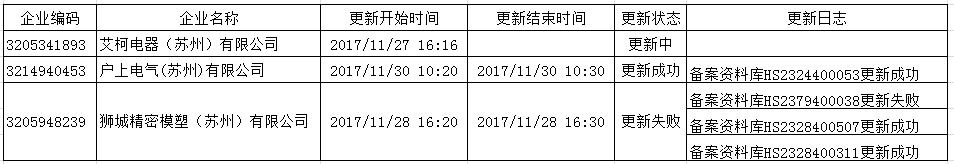 企业编码 企业名称 更新开始时间 更新结束时间 更新状态 更新日志
3205341893 艾柯电器（苏州）有限公司 2017/11/27 16:16 更新中
3214940453 户上电气(苏州)有限公司 2017/11/30 10:20 2017/11/30 10:30 更新成功 备案资料库HS2324400053更新成功
备案资料库HS2379400038更新失败
3205948239 狮城精密模塑（苏州）有限公司 2017/11/28 16:20 2017/11/28 16:30 更新失败 备案资料库HS2328400507更新成功
备案资料库HS2328400311更新成功